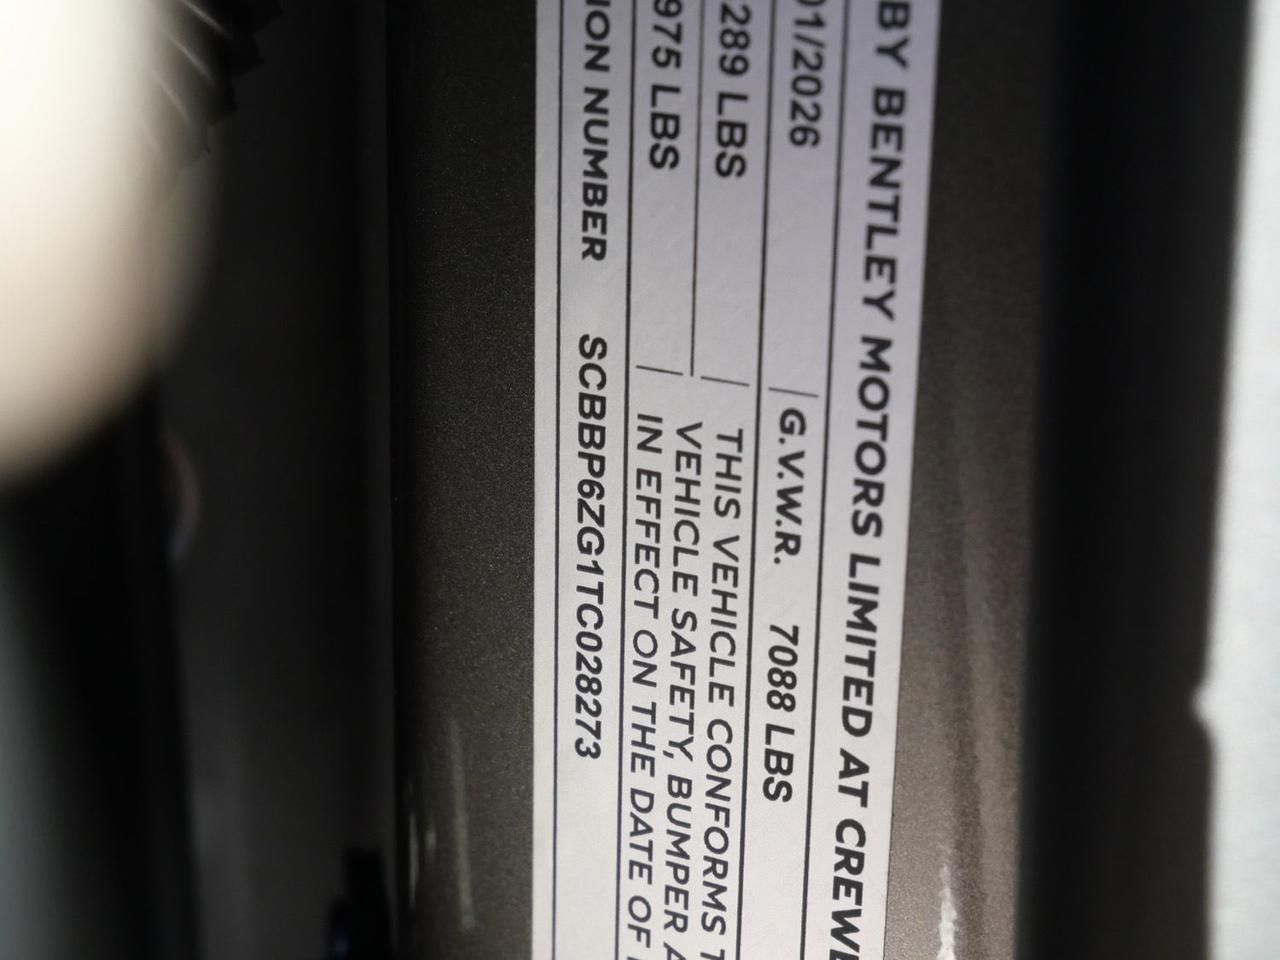 BY BENTLEY MOTORS LIMITED AT CREWE
01/2026 G.V.W.R. 7088 LBS
289 LBS THIS VEHICLE CONFORMS T
975 LBS VEHICLE SAFETY, BUMPER A
IN EFFECT ON THE DATE OF
ION NUMBER SCBBP6ZG1TC028273